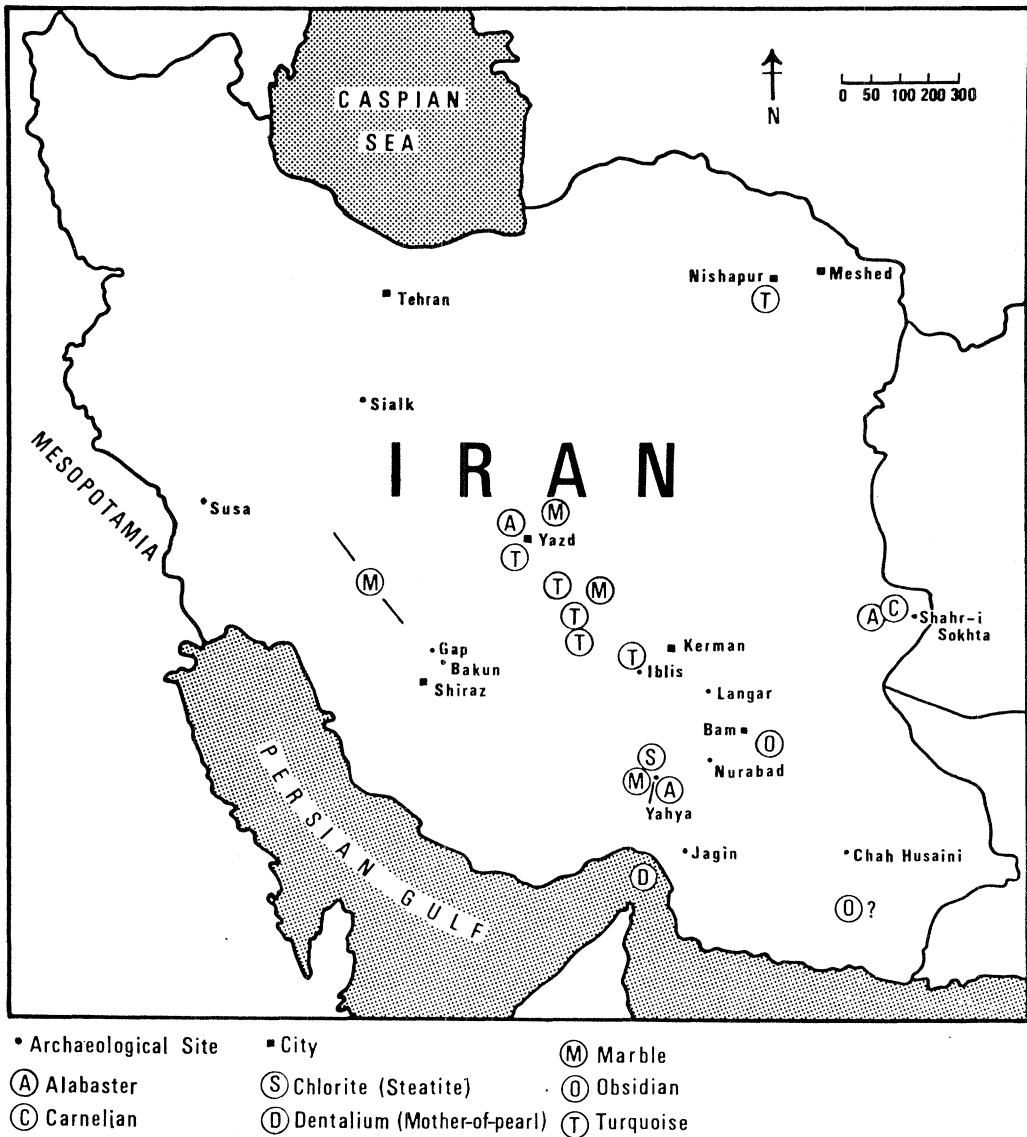 CASPIAN
SEA
N
0 50 100 200 300
Nishapur
Meshed
T
Tehran
Sialk
IRAN
MESOPOTAMIA
Susa
A
M
Yazd
T
M
T
M
T
T
A
C
Shahr-i
Sokhta
Gap
Bakun
Shiraz
T
Kerman
Iblis
Langar
Bam
O
Nurabad
S
M
A
Yahya
PERSIAN GULF
Jagin
Chah Husaini
D
O ?
Archaeological Site
City
M Marble
A Alabaster
S Chlorite (Steatite)
O Obsidian
C Carnelian
D Dentalium (Mother-of-pearl)
T Turquoise